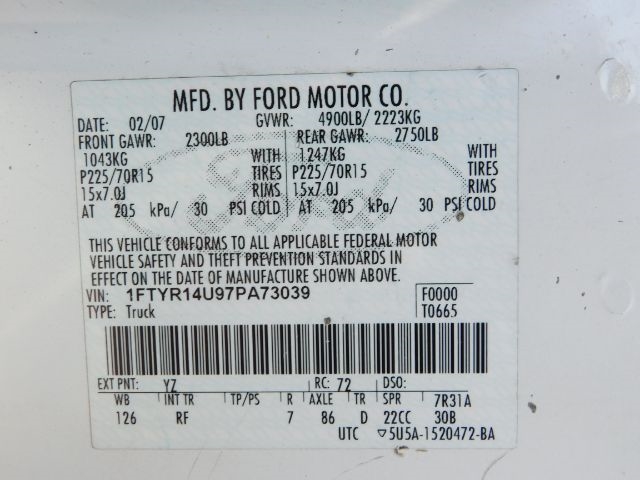 MFD. BY FORD MOTOR CO.
DATE: 02/07 GVWR: 4900LB/ 2223KG
FRONT GAWR: 2300LB REAR GAWR: 2750LB
1043KG WITH 1247KG WITH
P225/70R15 TIRES P225/70R15 TIRES
15x7.0J RIMS 15x7.0J RIMS
AT 205 kPa/ 30 PSI COLD AT 205 kPa/ 30 PSI COLD
THIS VEHICLE CONFORMS TO ALL APPLICABLE FEDERAL MOTOR
VEHICLE SAFETY AND THEFT PREVENTION STANDARDS IN
EFFECT ON THE DATE OF MANUFACTURE SHOWN ABOVE.
VIN: 1FTYR14U97PA73039 F0000
TYPE: Truck T0665
EXT PNT: YZ RC: 72 DSO:
WB INT TR TP/PS R AXLE TR SPR 7R31A
126 RF 7 86 D 22CC 30B
UTC ▽5U5A-1520472-BA